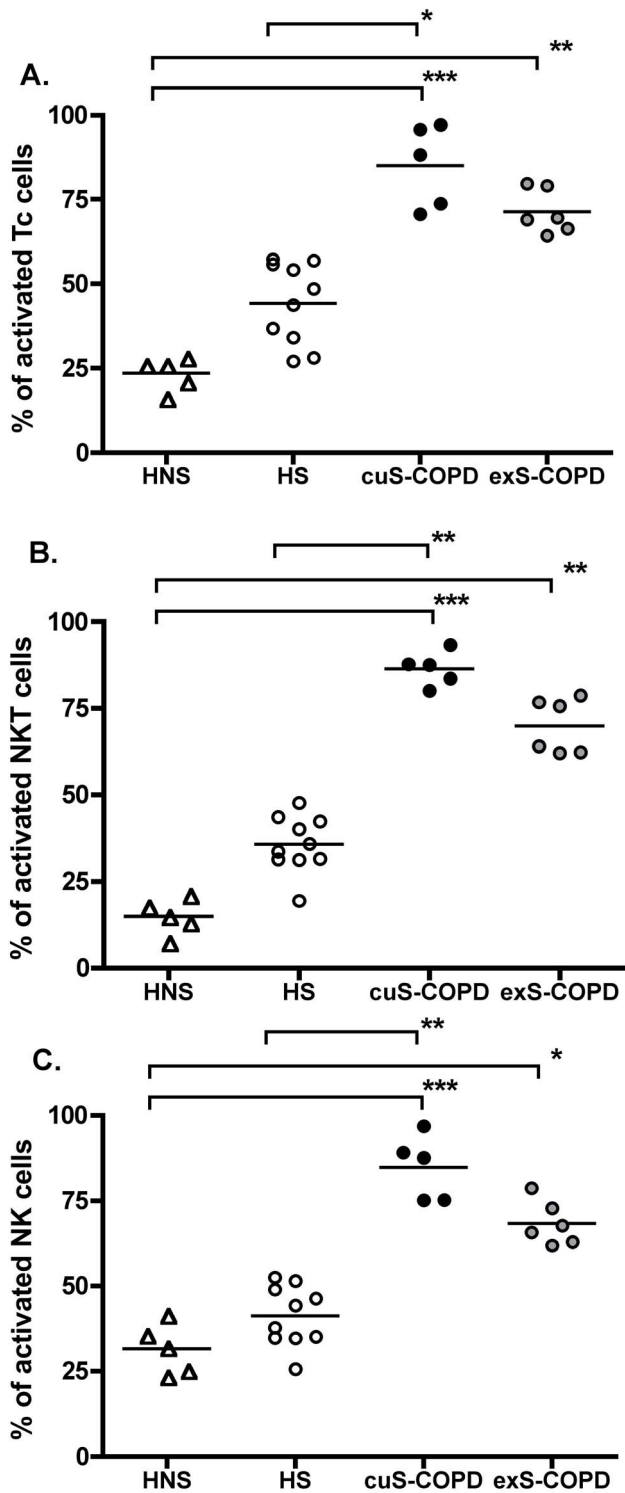 *
**
A.
***
% of activated Tc cells
100
75
50
25
0
HNS HS cuS-COPD exS-COPD
**
B.
**
***
% of activated NKT cells
100
75
50
25
0
HNS HS cuS-COPD exS-COPD
**
C.
*
***
% of activated NK cells
100
75
50
25
0
HNS HS cuS-COPD exS-COPD